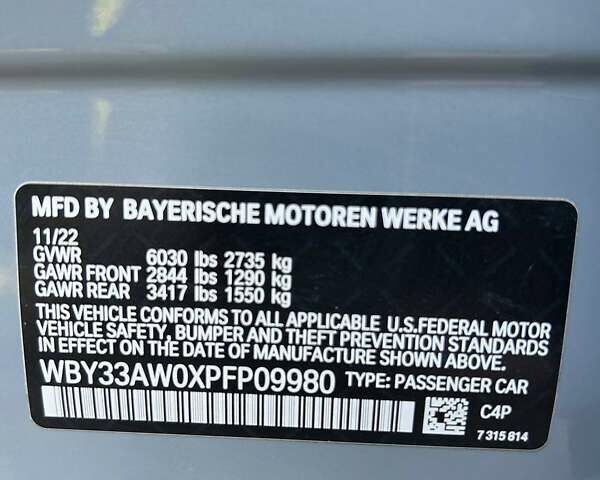 MFD BY BAYERISCHE MOTOREN WERKE AG
11/22
GVWR 6030 lbs 2735 kg
GAWR FRONT 2844 lbs 1290 kg
GAWR REAR 3417 lbs 1550 kg
THIS VEHICLE CONFORMS TO ALL APPLICABLE U.S.FEDERAL MOTOR
VEHICLE SAFETY, BUMPER AND THEFT PREVENTION STANDARDS
IN EFFECT ON THE DATE OF MANUFACTURE SHOWN ABOVE.
WBY33AW0XPFP09980 TYPE: PASSENGER CAR
C4P
7 315 814